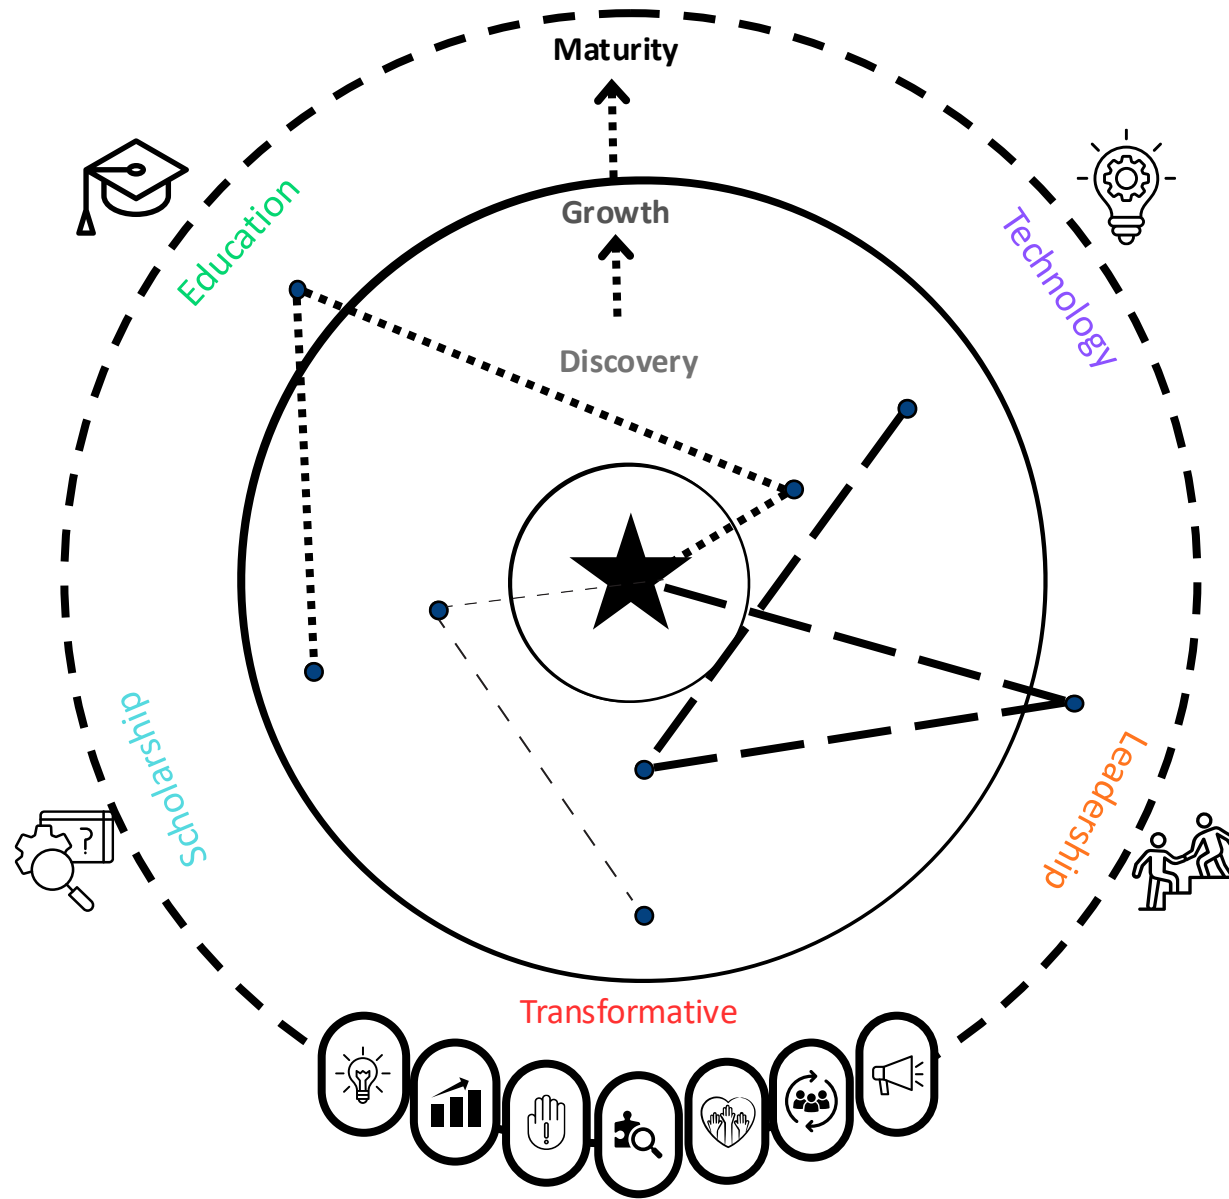 Maturity
Growth
Education
Technology
Discovery
Scholarship
?
Leadership
Transformative
!